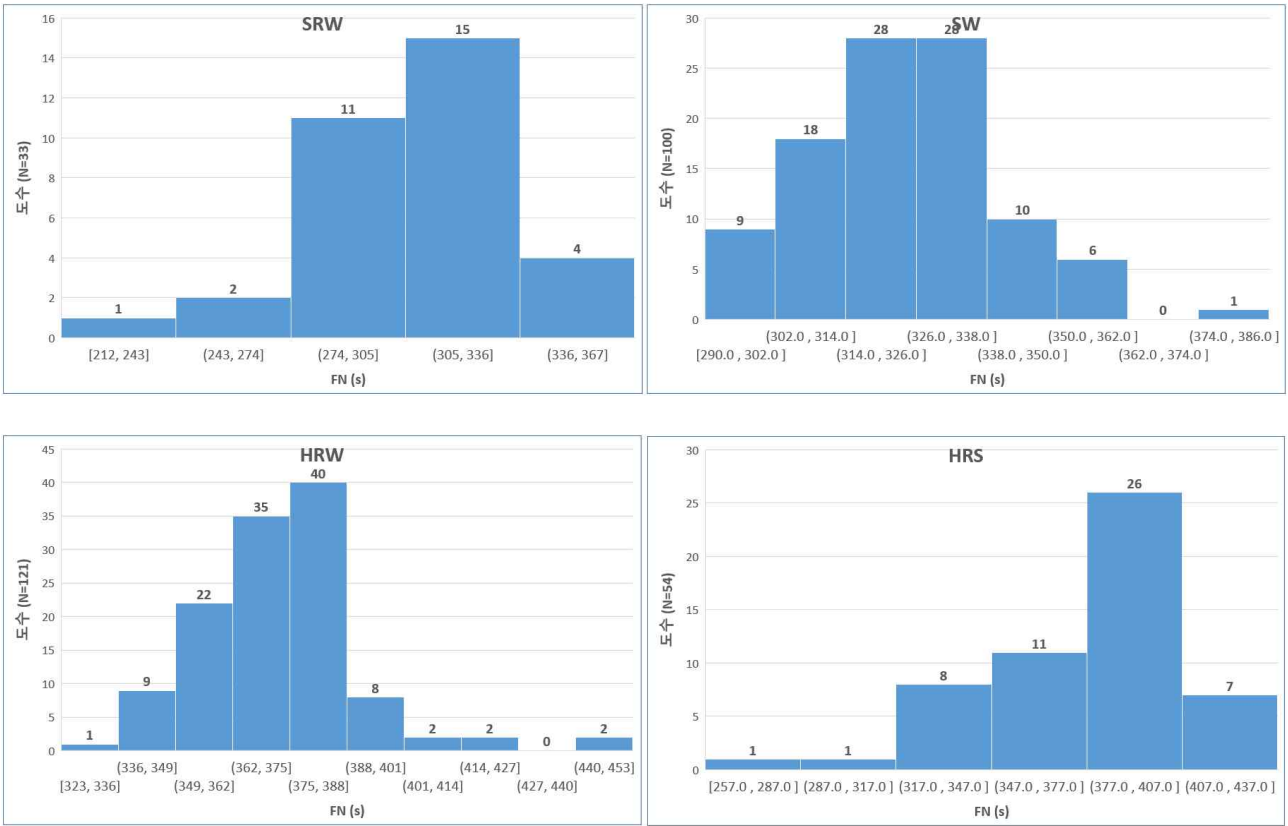 SRW
도수 (N=33)
16
14
12
10
8
6
4
2
0
1
2
11
15
4
[212, 243]
(243, 274]
(274, 305]
(305, 336]
(336, 367]
FN (s)
SW
도수 (N=100)
30
25
20
15
10
5
0
9
18
28
28
10
6
0
1
(302.0 , 314.0 ]
(326.0 , 338.0 ]
(350.0 , 362.0 ]
(374.0 , 386.0 ]
[290.0 , 302.0 ]
(314.0 , 326.0 ]
(338.0 , 350.0 ]
(362.0 , 374.0 ]
FN (s)
HRW
도수 (N=121)
45
40
35
30
25
20
15
10
5
0
1
9
22
35
40
8
2
2
0
2
(336, 349]
(362, 375]
(388, 401]
(414, 427]
(440, 453]
[323, 336]
(349, 362]
(375, 388]
(401, 414]
(427, 440]
FN (s)
HRS
도수 (N=54)
30
25
20
15
10
5
0
1
1
8
11
26
7
[257.0 , 287.0 ]
(287.0 , 317.0 ]
(317.0 , 347.0 ]
(347.0 , 377.0 ]
(377.0 , 407.0 ]
(407.0 , 437.0 ]
FN (s)